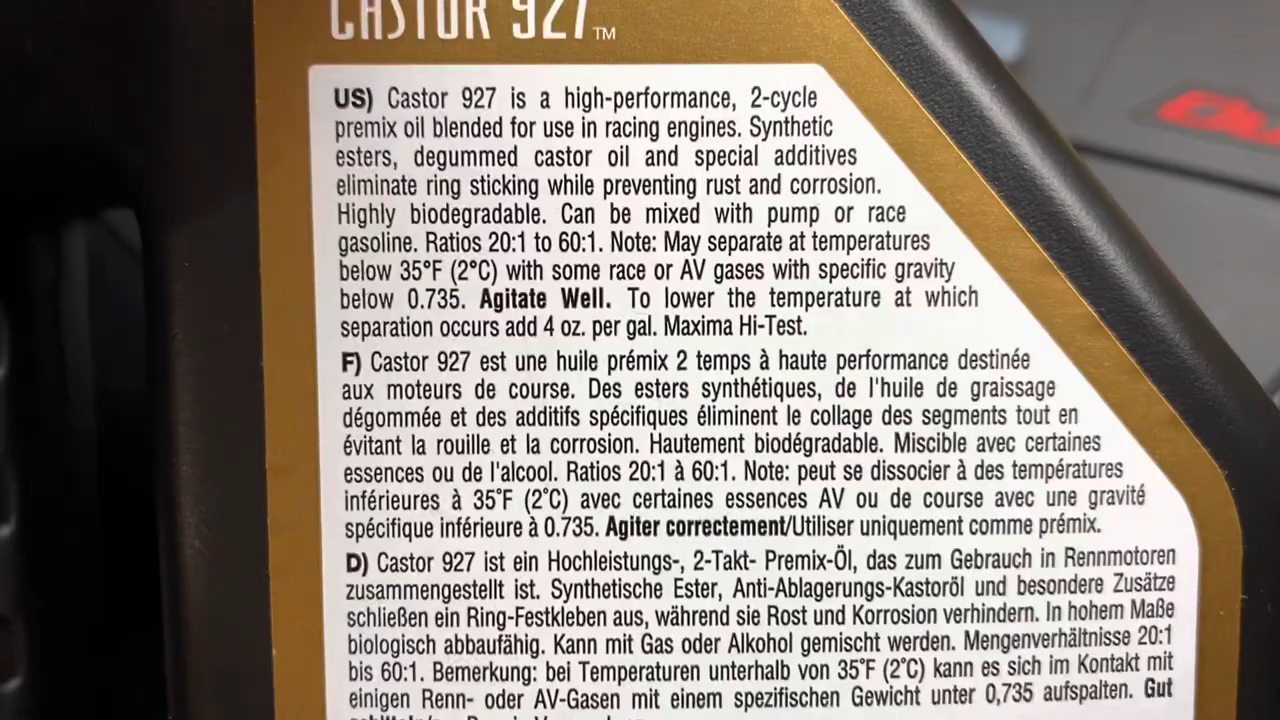 CASTOR 927™
US) Castor 927 is a high-performance, 2-cycle
premix oil blended for use in racing engines. Synthetic
esters, degummed castor oil and special additives
eliminate ring sticking while preventing rust and corrosion.
Highly biodegradable. Can be mixed with pump or race
gasoline. Ratios 20:1 to 60:1. Note: May separate at temperatures
below 35°F (2°C) with some race or AV gases with specific gravity
below 0.735. Agitate Well. To lower the temperature at which
separation occurs add 4 oz. per gal. Maxima Hi-Test.
F) Castor 927 est une huile prémix 2 temps à haute performance destinée
aux moteurs de course. Des esters synthétiques, de l'huile de graissage
dégommée et des additifs spécifiques éliminent le collage des segments tout en
évitant la rouille et la corrosion. Hautement biodégradable. Miscible avec certaines
essences ou de l'alcool. Ratios 20:1 à 60:1. Note: peut se dissocier à des températures
inférieures à 35°F (2°C) avec certaines essences AV ou de course avec une gravité
spécifique inférieure à 0.735. Agiter correctement/Utiliser uniquement comme prémix.
D) Castor 927 ist ein Hochleistungs-, 2-Takt- Premix-Öl, das zum Gebrauch in Rennmotoren
zusammengestellt ist. Synthetische Ester, Anti-Ablagerungs-Kastoröl und besondere Zusätze
schließen ein Ring-Festkleben aus, während sie Rost und Korrosion verhindern. In hohem Maße
biologisch abbaufähig. Kann mit Gas oder Alkohol gemischt werden. Mengenverhältnisse 20:1
bis 60:1. Bemerkung: bei Temperaturen unterhalb von 35°F (2°C) kann es sich im Kontakt mit
einigen Renn- oder AV-Gasen mit einem spezifischen Gewicht unter 0,735 aufspalten. Gut